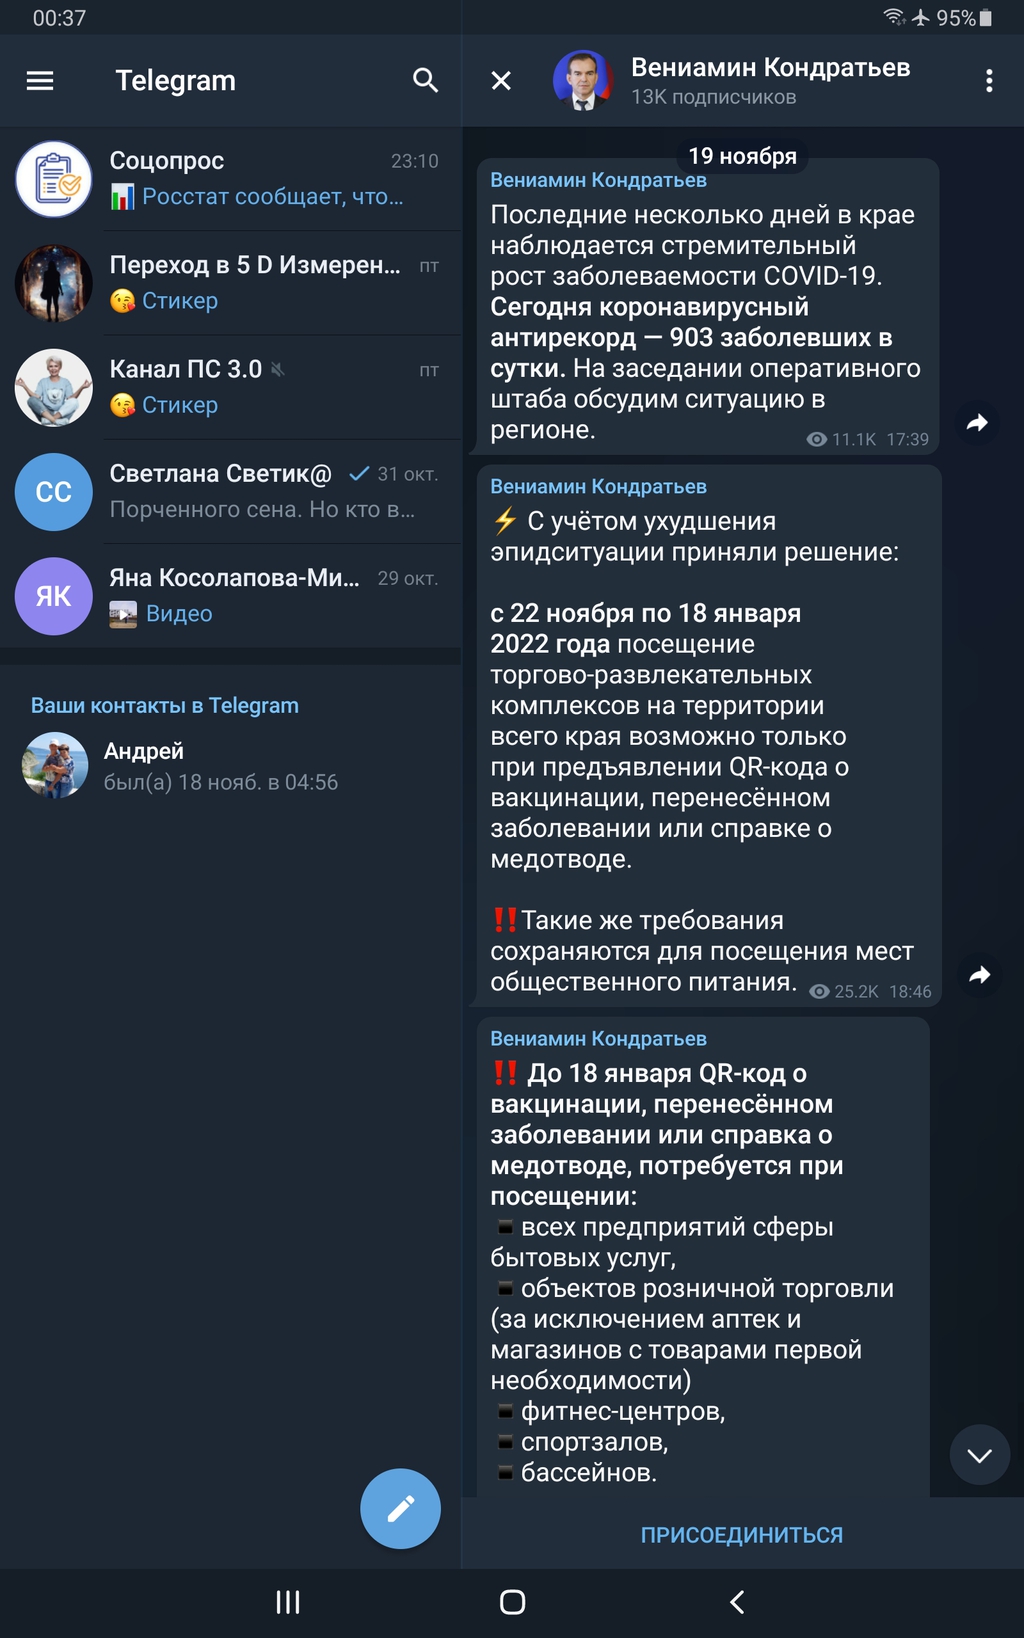 00:37
95%
Telegram
Соцопрос 23:10
Росстат сообщает, что...
Переход в 5 D Измерен... пт
Стикер
Канал ПС 3.0 пт
Стикер
СС
Светлана Светик@ 31 окт.
Порченного сена. Но кто в...
ЯК
Яна Косолапова-Ми... 29 окт.
Видео
Ваши контакты в Telegram
Андрей
был(а) 18 нояб. в 04:56
Вениамин Кондратьев
13K подписчиков
19 ноября
Вениамин Кондратьев
Последние несколько дней в крае
наблюдается стремительный
рост заболеваемости COVID-19.
Сегодня коронавирусный
антирекорд — 903 заболевших в
сутки. На заседании оперативного
штаба обсудим ситуацию в
регионе.
11.1K 17:39
Вениамин Кондратьев
⚡ С учётом ухудшения
эпидситуации приняли решение:
с 22 ноября по 18 января
2022 года посещение
торгово-развлекательных
комплексов на территории
всего края возможно только
при предъявлении QR-кода о
вакцинации, перенесённом
заболевании или справке о
медотводе.
‼️Такие же требования
сохраняются для посещения мест
общественного питания.
25.2K 18:46
Вениамин Кондратьев
‼️ До 18 января QR-код о
вакцинации, перенесённом
заболевании или справка о
медотводе, потребуется при
посещении:
▪️всех предприятий сферы
бытовых услуг,
▪️объектов розничной торговли
(за исключением аптек и
магазинов с товарами первой
необходимости)
▪️фитнес-центров,
▪️спортзалов,
▪️бассейнов.
ПРИСОЕДИНИТЬСЯ